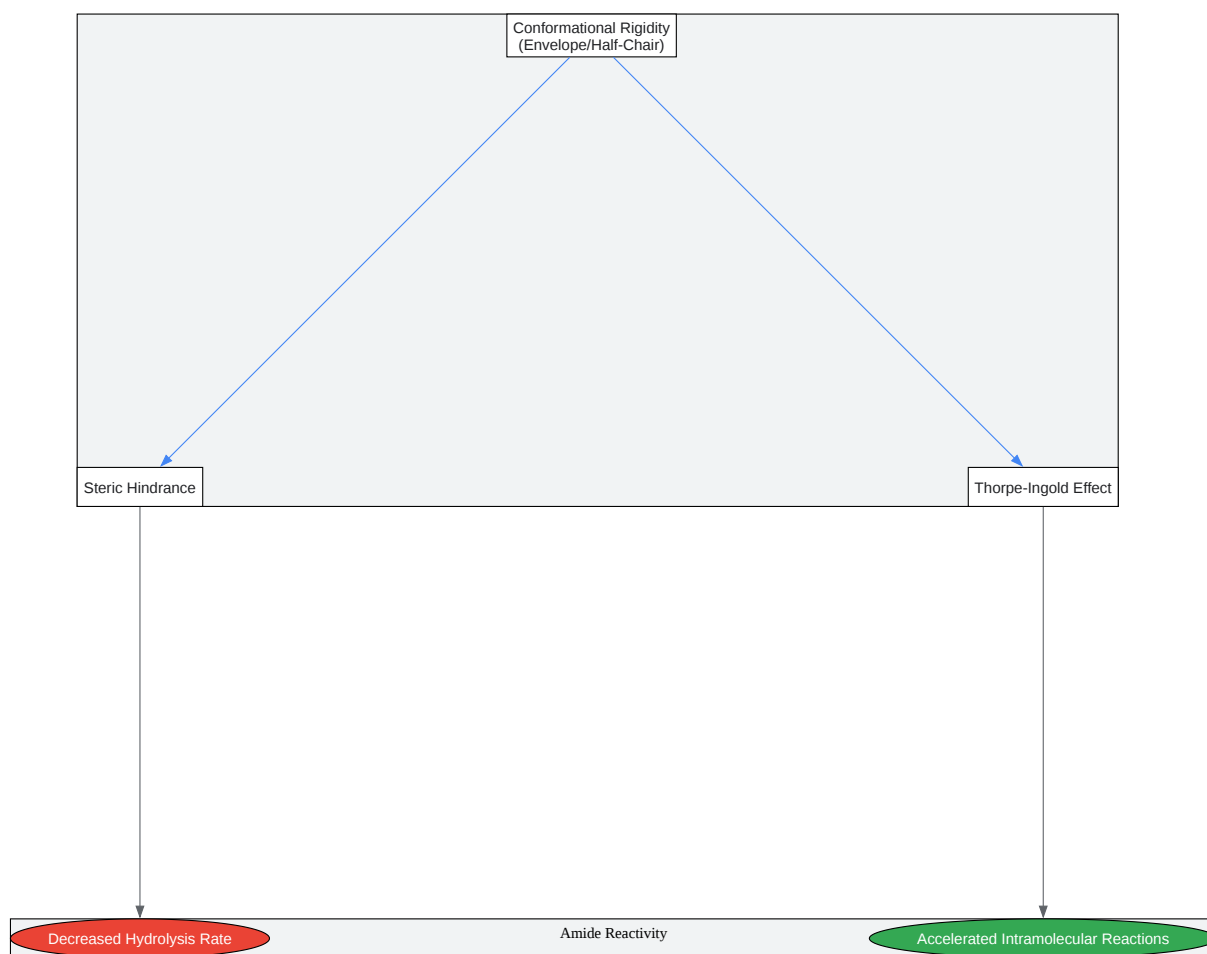 Conformational Rigidity
(Envelope/Half-Chair)
Steric Hindrance
Thorpe-Ingold Effect
Decreased Hydrolysis Rate
Amide Reactivity
Accelerated Intramolecular Reactions